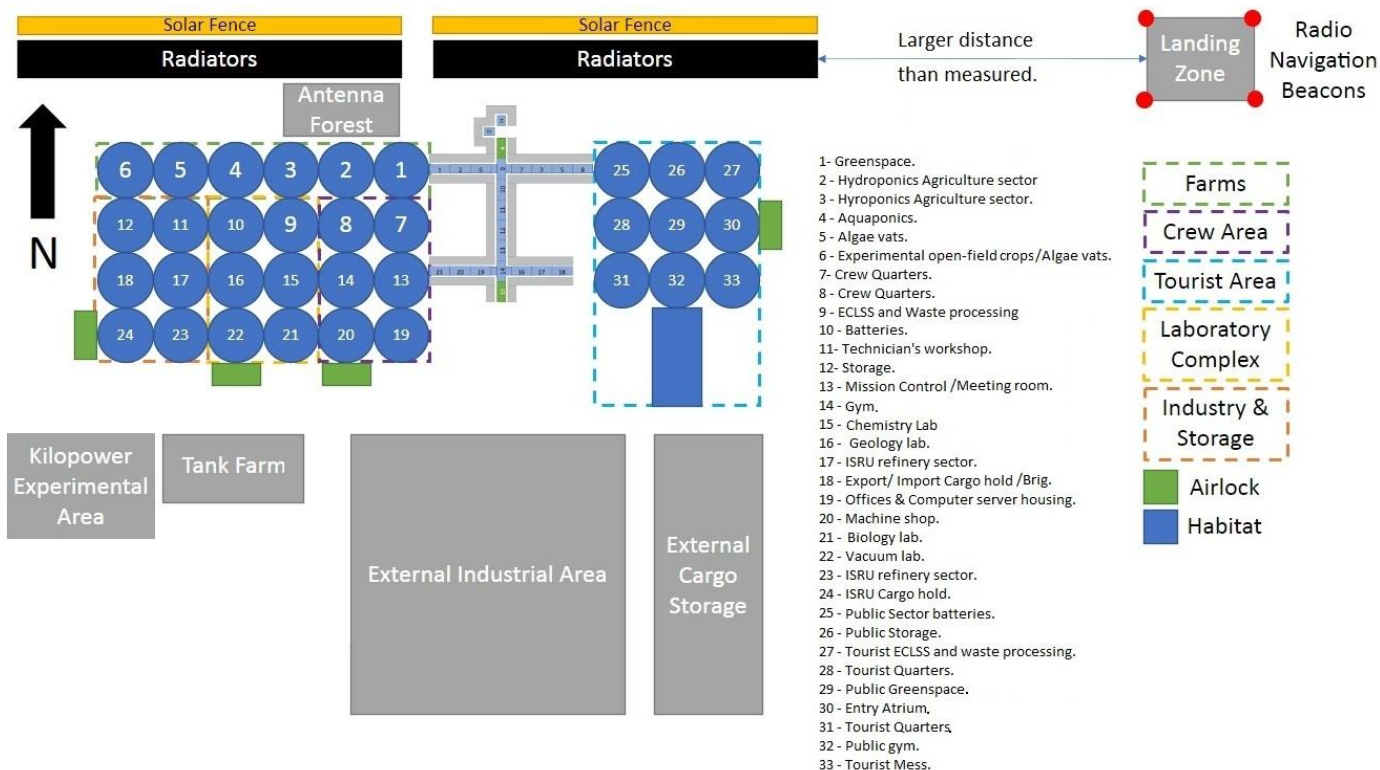 Solar Fence
Solar Fence
Radiators
Radiators
Larger distance
than measured.
Landing
Zone
Radio
Navigation
Beacons
Antenna
Forest
N
6 5 4 3 2 1
12 11 10 9 8 7
18 17 16 15 14 13
24 23 22 21 20 19
25 26 27
28 29 30
31 32 33
Kilopower
Experimental
Area
Tank Farm
External Industrial Area
External
Cargo
Storage
1- Greenspace.
2 - Hydroponics Agriculture sector
3 - Hyroponics Agriculture sector.
4 - Aquaponics.
5 - Algae vats.
6 - Experimental open-field crops/Algae vats.
7- Crew Quarters.
8 - Crew Quarters.
9 - ECLSS and Waste processing
10 - Batteries.
11- Technician's workshop.
12- Storage.
13 - Mission Control /Meeting room.
14 - Gym.
15 - Chemistry Lab
16 - Geology lab.
17 - ISRU refinery sector.
18 - Export/ Import Cargo hold /Brig.
19 - Offices & Computer server housing.
20 - Machine shop.
21 - Biology lab.
22 - Vacuum lab.
23 - ISRU refinery sector.
24 - ISRU Cargo hold.
25 - Public Sector batteries.
26 - Public Storage.
27 - Tourist ECLSS and waste processing.
28 - Tourist Quarters.
29 - Public Greenspace.
30 - Entry Atrium.
31 - Tourist Quarters.
32 - Public gym.
33 - Tourist Mess.
Farms
Crew Area
Tourist Area
Laboratory
Complex
Industry &
Storage
Airlock
Habitat